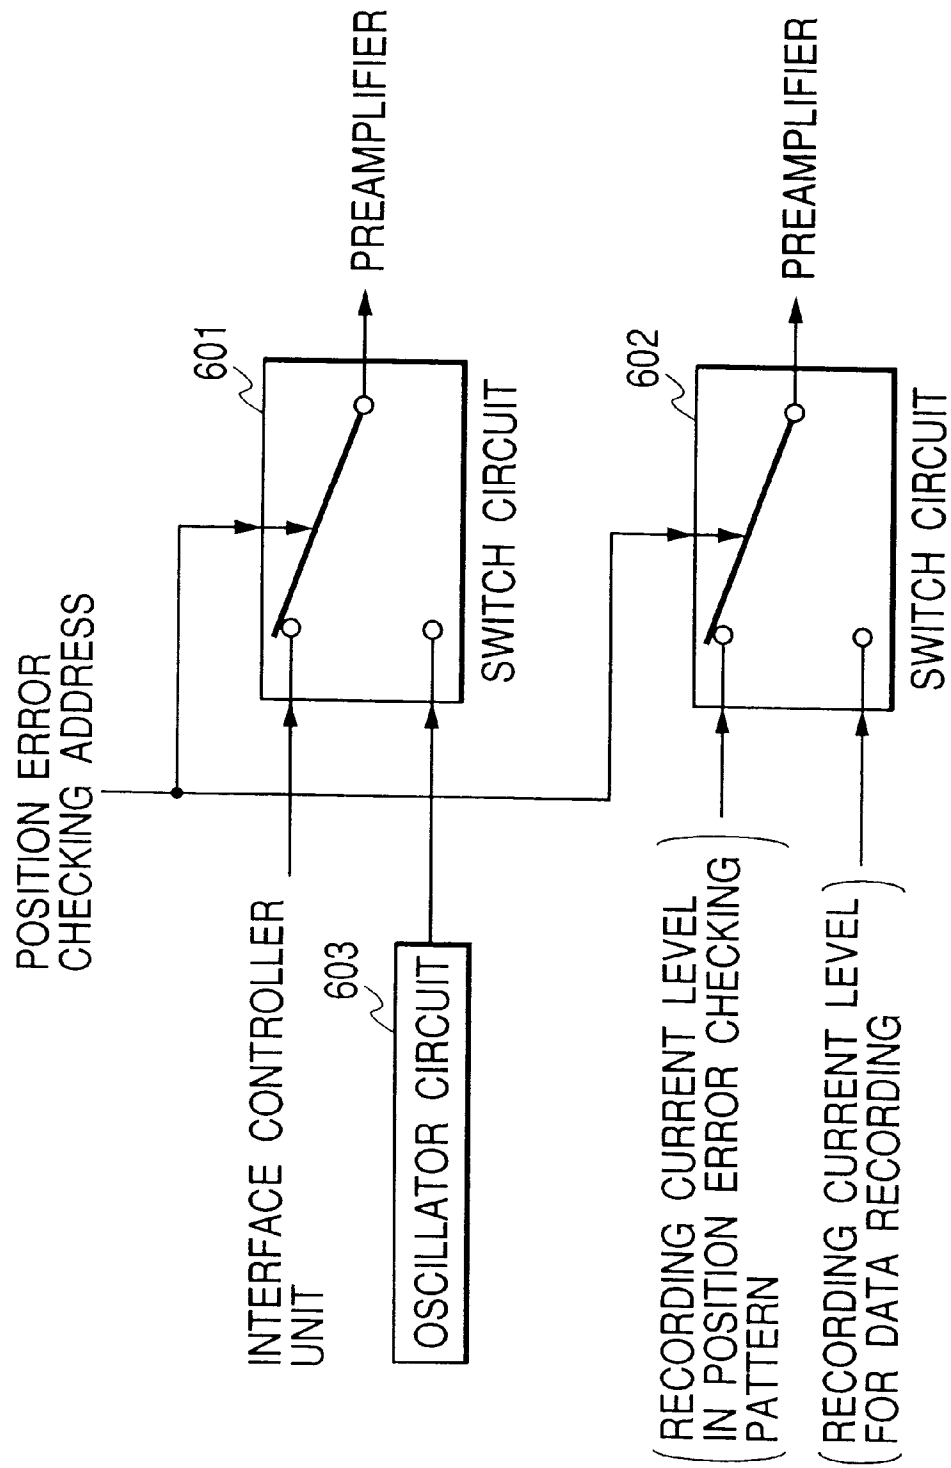 POSITION ERROR
CHECKING ADDRESS
INTERFACE CONTROLLER
UNIT
601
PREAMPLIFIER
SWITCH CIRCUIT
603
OSCILLATOR CIRCUIT
RECORDING CURRENT LEVEL
IN POSITION ERROR CHECKING
PATTERN
RECORDING CURRENT LEVEL
FOR DATA RECORDING
602
PREAMPLIFIER
SWITCH CIRCUIT